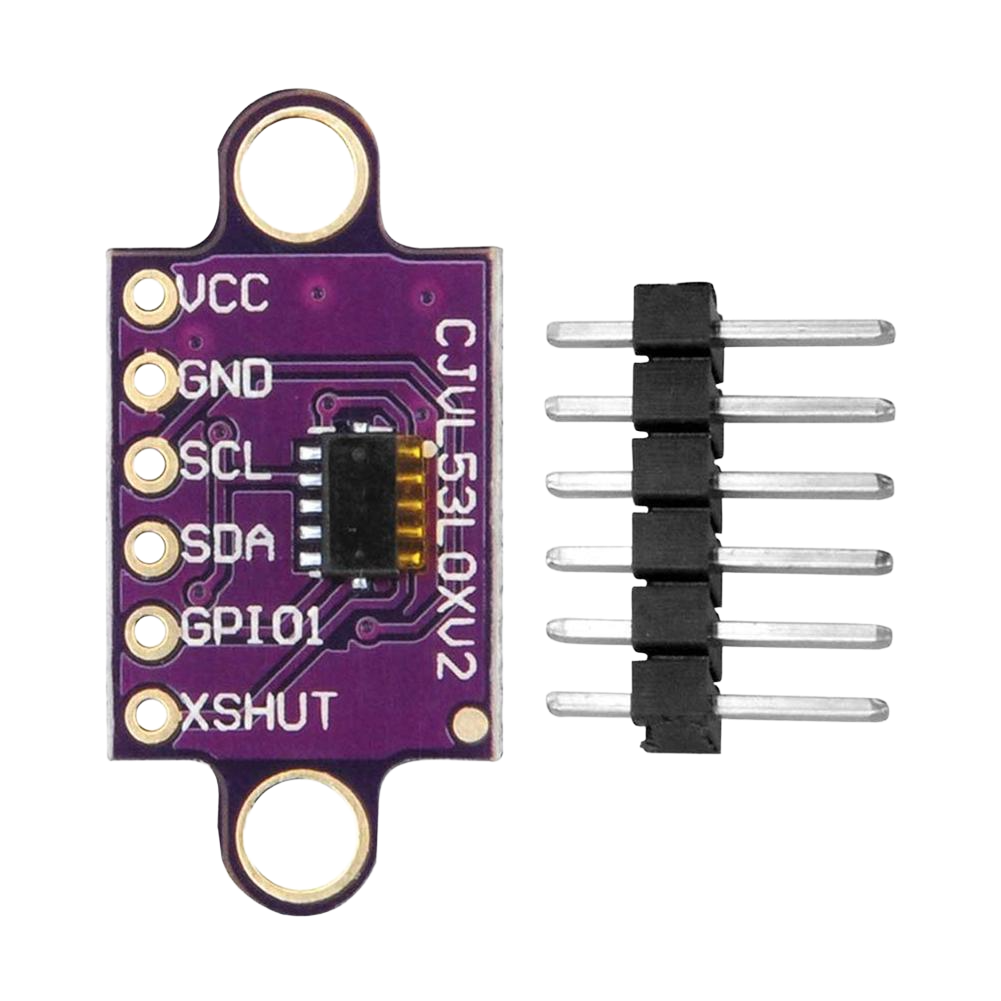 VCC
GND
SCL
SDA
GPIO1
XSHUT
CJVL53L0XV2